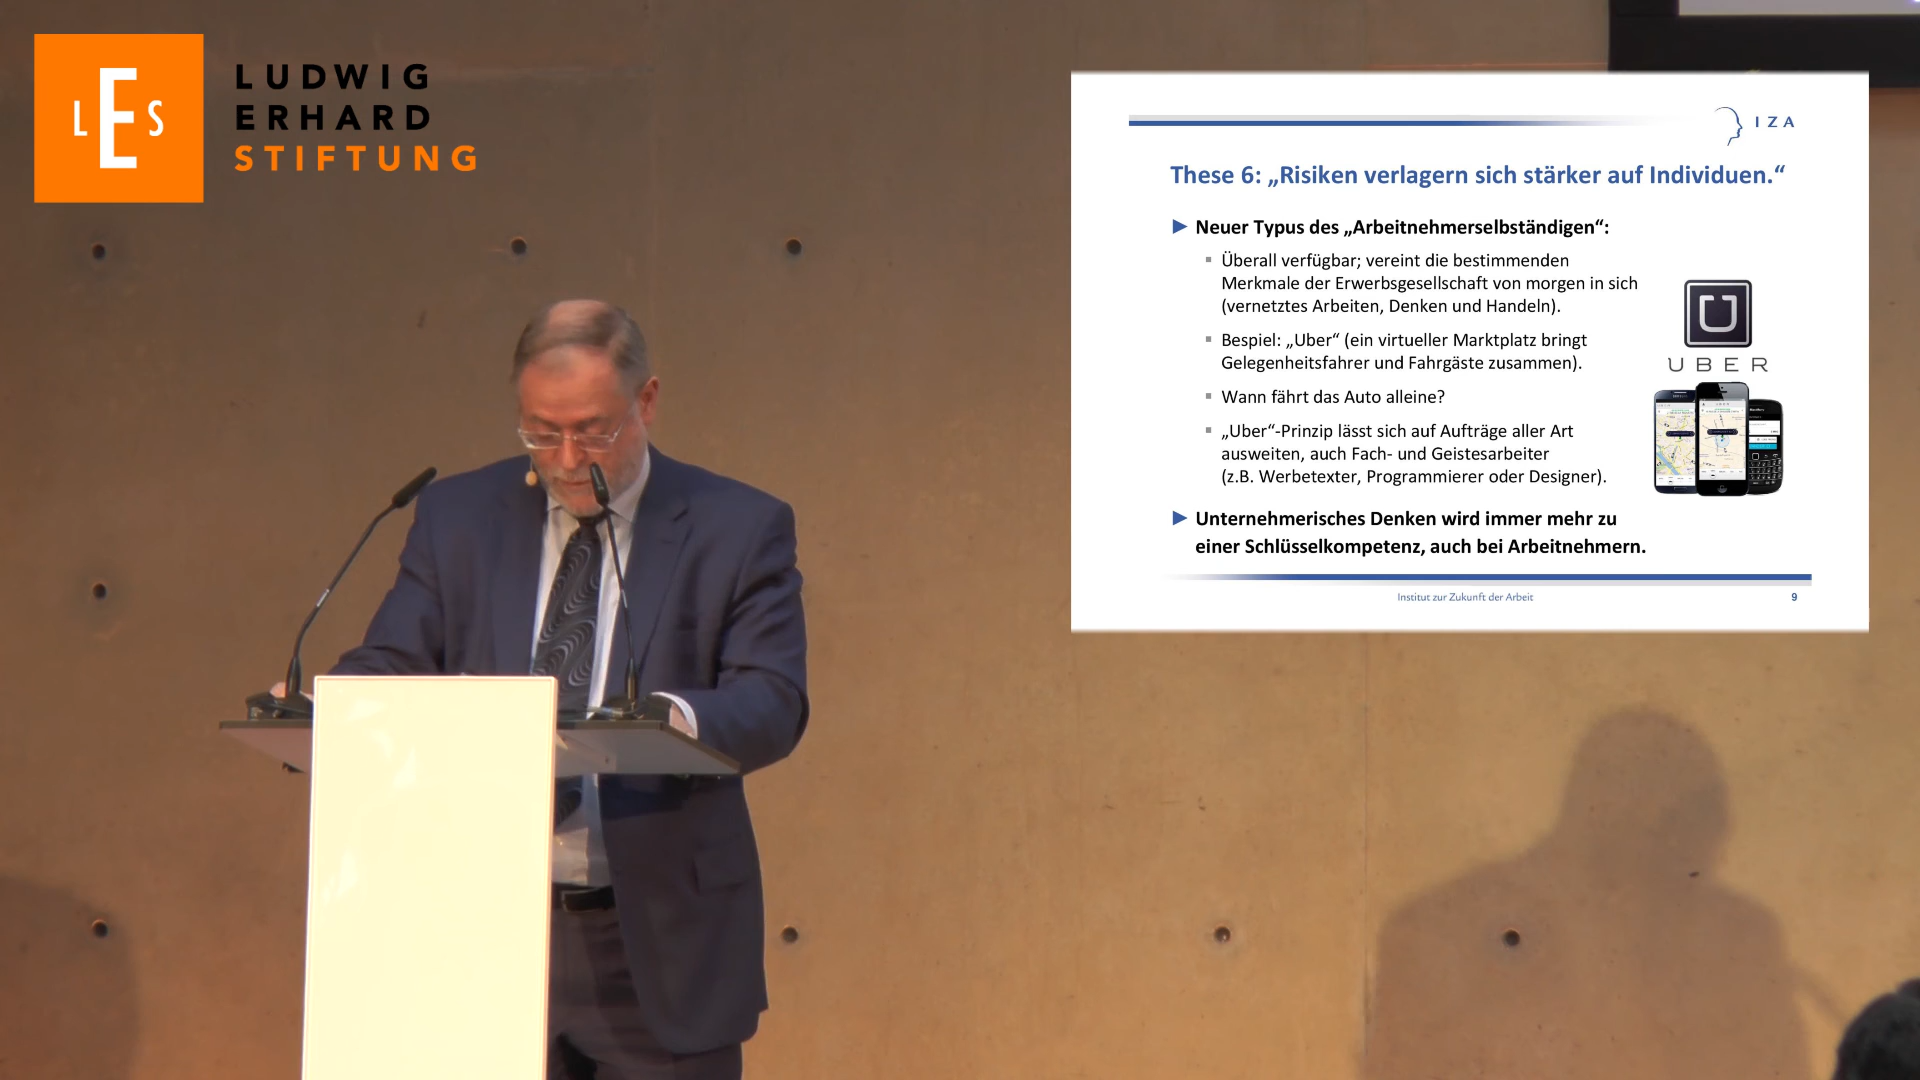 LES
LUDWIG
ERHARD
STIFTUNG
IZA
These 6: „Risiken verlagern sich stärker auf Individuen.“
Neuer Typus des „Arbeitnehmerselbständigen“:
Überall verfügbar; vereint die bestimmenden
Merkmale der Erwerbsgesellschaft von morgen in sich
(vernetztes Arbeiten, Denken und Handeln).
Bespiel: „Uber“ (ein virtueller Marktplatz bringt
Gelegenheitsfahrer und Fahrgäste zusammen).
Wann fährt das Auto alleine?
„Uber“-Prinzip lässt sich auf Aufträge aller Art
ausweiten, auch Fach- und Geistesarbeiter
(z.B. Werbetexter, Programmierer oder Designer).
U
UBER
Unternehmerisches Denken wird immer mehr zu
einer Schlüsselkompetenz, auch bei Arbeitnehmern.
Institut zur Zukunft der Arbeit
9